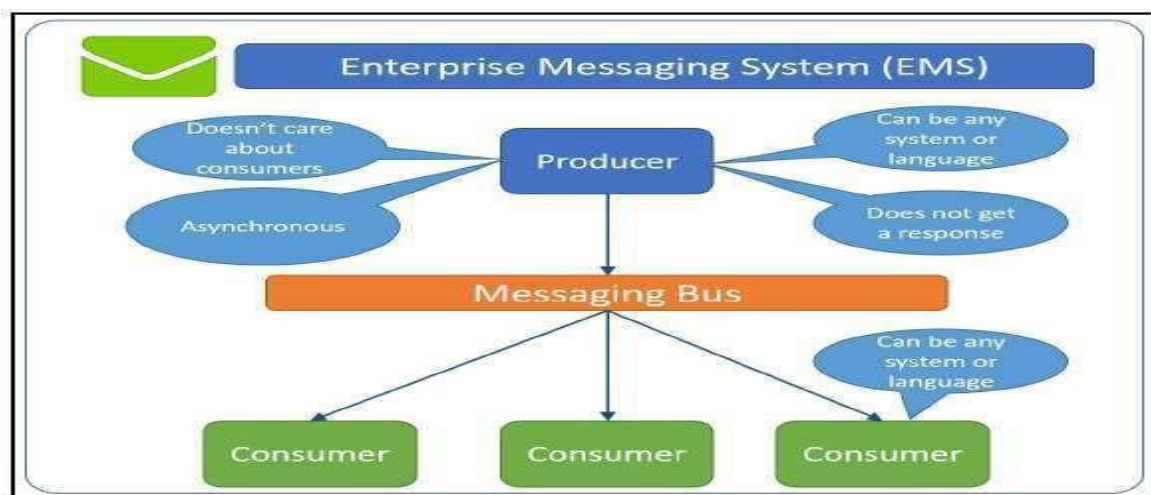 Enterprise Messaging System (EMS)
Doesn't care
about
consumers
Producer
Can be any
system or
language
Asynchronous
Does not get
a response
Messaging Bus
Can be any
system or
language
Consumer
Consumer
Consumer